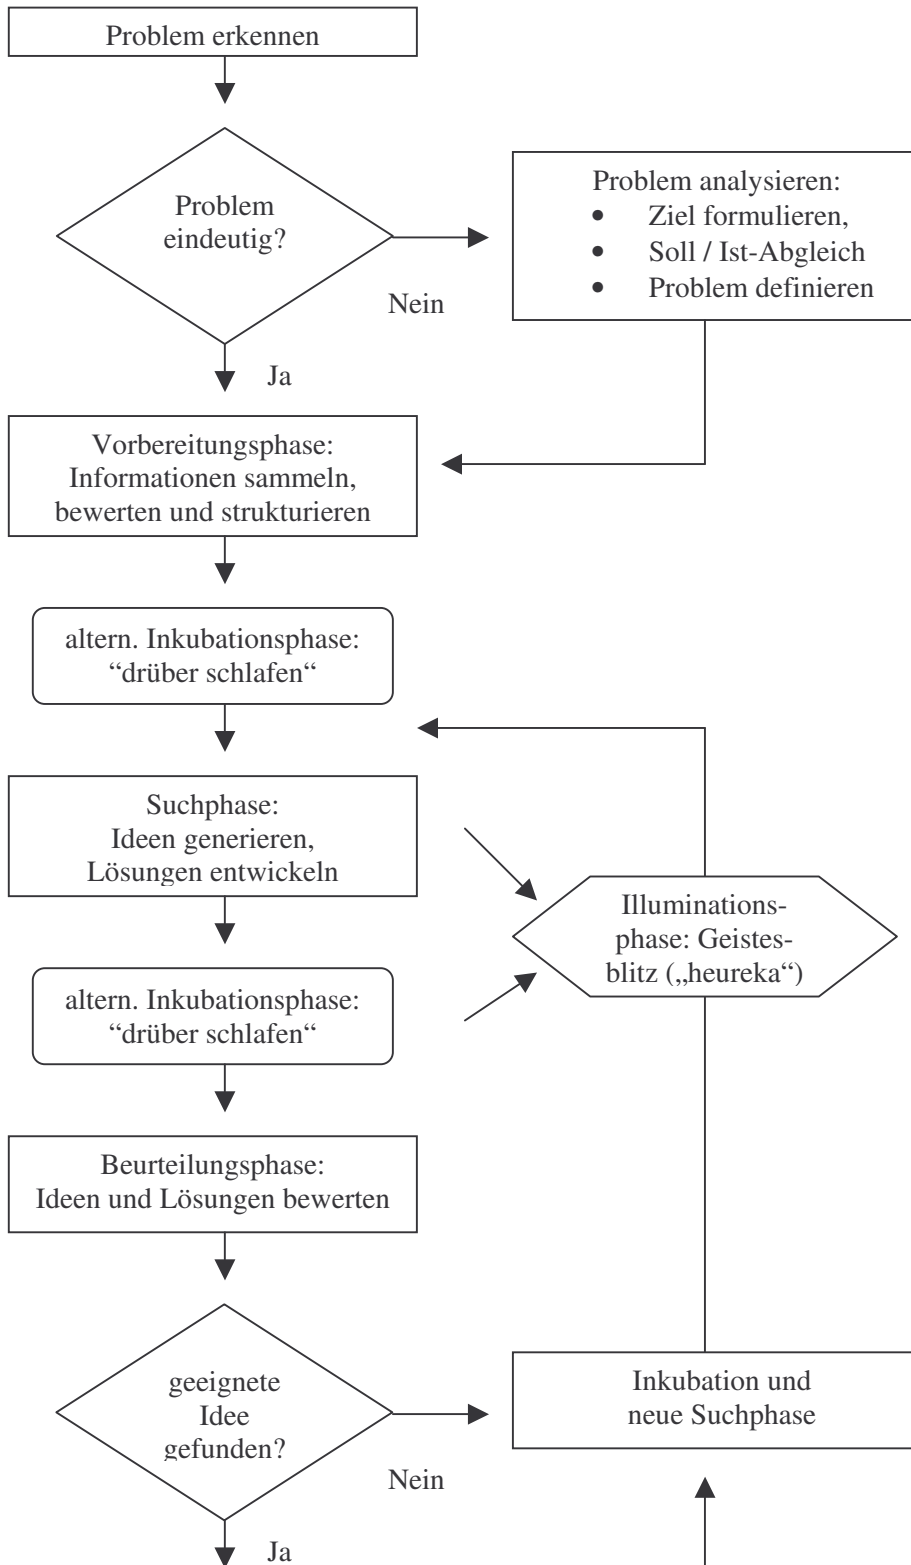 Problem erkennen
Problem
eindeutig?
Nein
Ja
Problem analysieren:
• Ziel formulieren,
• Soll / Ist-Abgleich
• Problem definieren
Vorbereitungsphase:
Informationen sammeln,
bewerten und strukturieren
altern. Inkubationsphase:
“drüber schlafen“
Suchphase:
Ideen generieren,
Lösungen entwickeln
Illuminations-
phase: Geistes-
blitz („heureka“)
altern. Inkubationsphase:
“drüber schlafen“
Beurteilungsphase:
Ideen und Lösungen bewerten
geeignete
Idee
gefunden?
Nein
Ja
Inkubation und
neue Suchphase